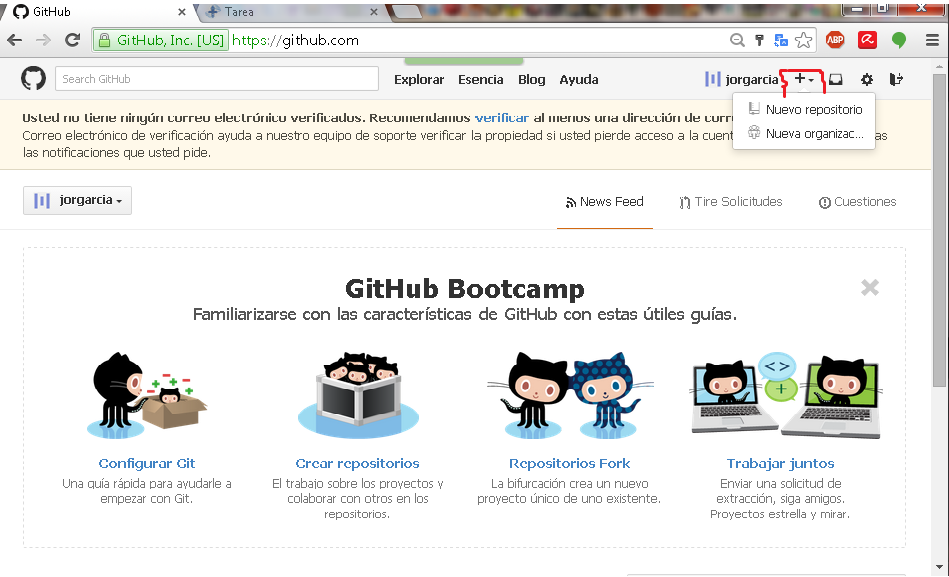 GitHub
Tarea
GitHub, Inc. [US] https://github.com
ABP
Search GitHub
Explorar Esencia Blog Ayuda
jorgarcia
Nuevo repositorio
Nueva organizac...
Usted no tiene ningún correo electrónico verificados. Recomendamos verificar al menos una dirección de
Correo electrónico de verificación ayuda a nuestro equipo de soporte verificar la propiedad si usted pierde acceso a la
las notificaciones que usted pide.
jorgarcia
News Feed
Tire Solicitudes
Cuestiones
GitHub Bootcamp
Familiarizarse con las características de GitHub con estas útiles guías.
Configurar Git
Una guía rápida para ayudarle a
empezar con Git.
Crear repositorios
El trabajo sobre los proyectos y
colaborar con otros en los
repositorios.
Repositorios Fork
La bifurcación crea un nuevo
proyecto único de uno existente.
Trabajar juntos
Enviar una solicitud de
extracción, siga amigos.
Proyectos estrella y mirar.